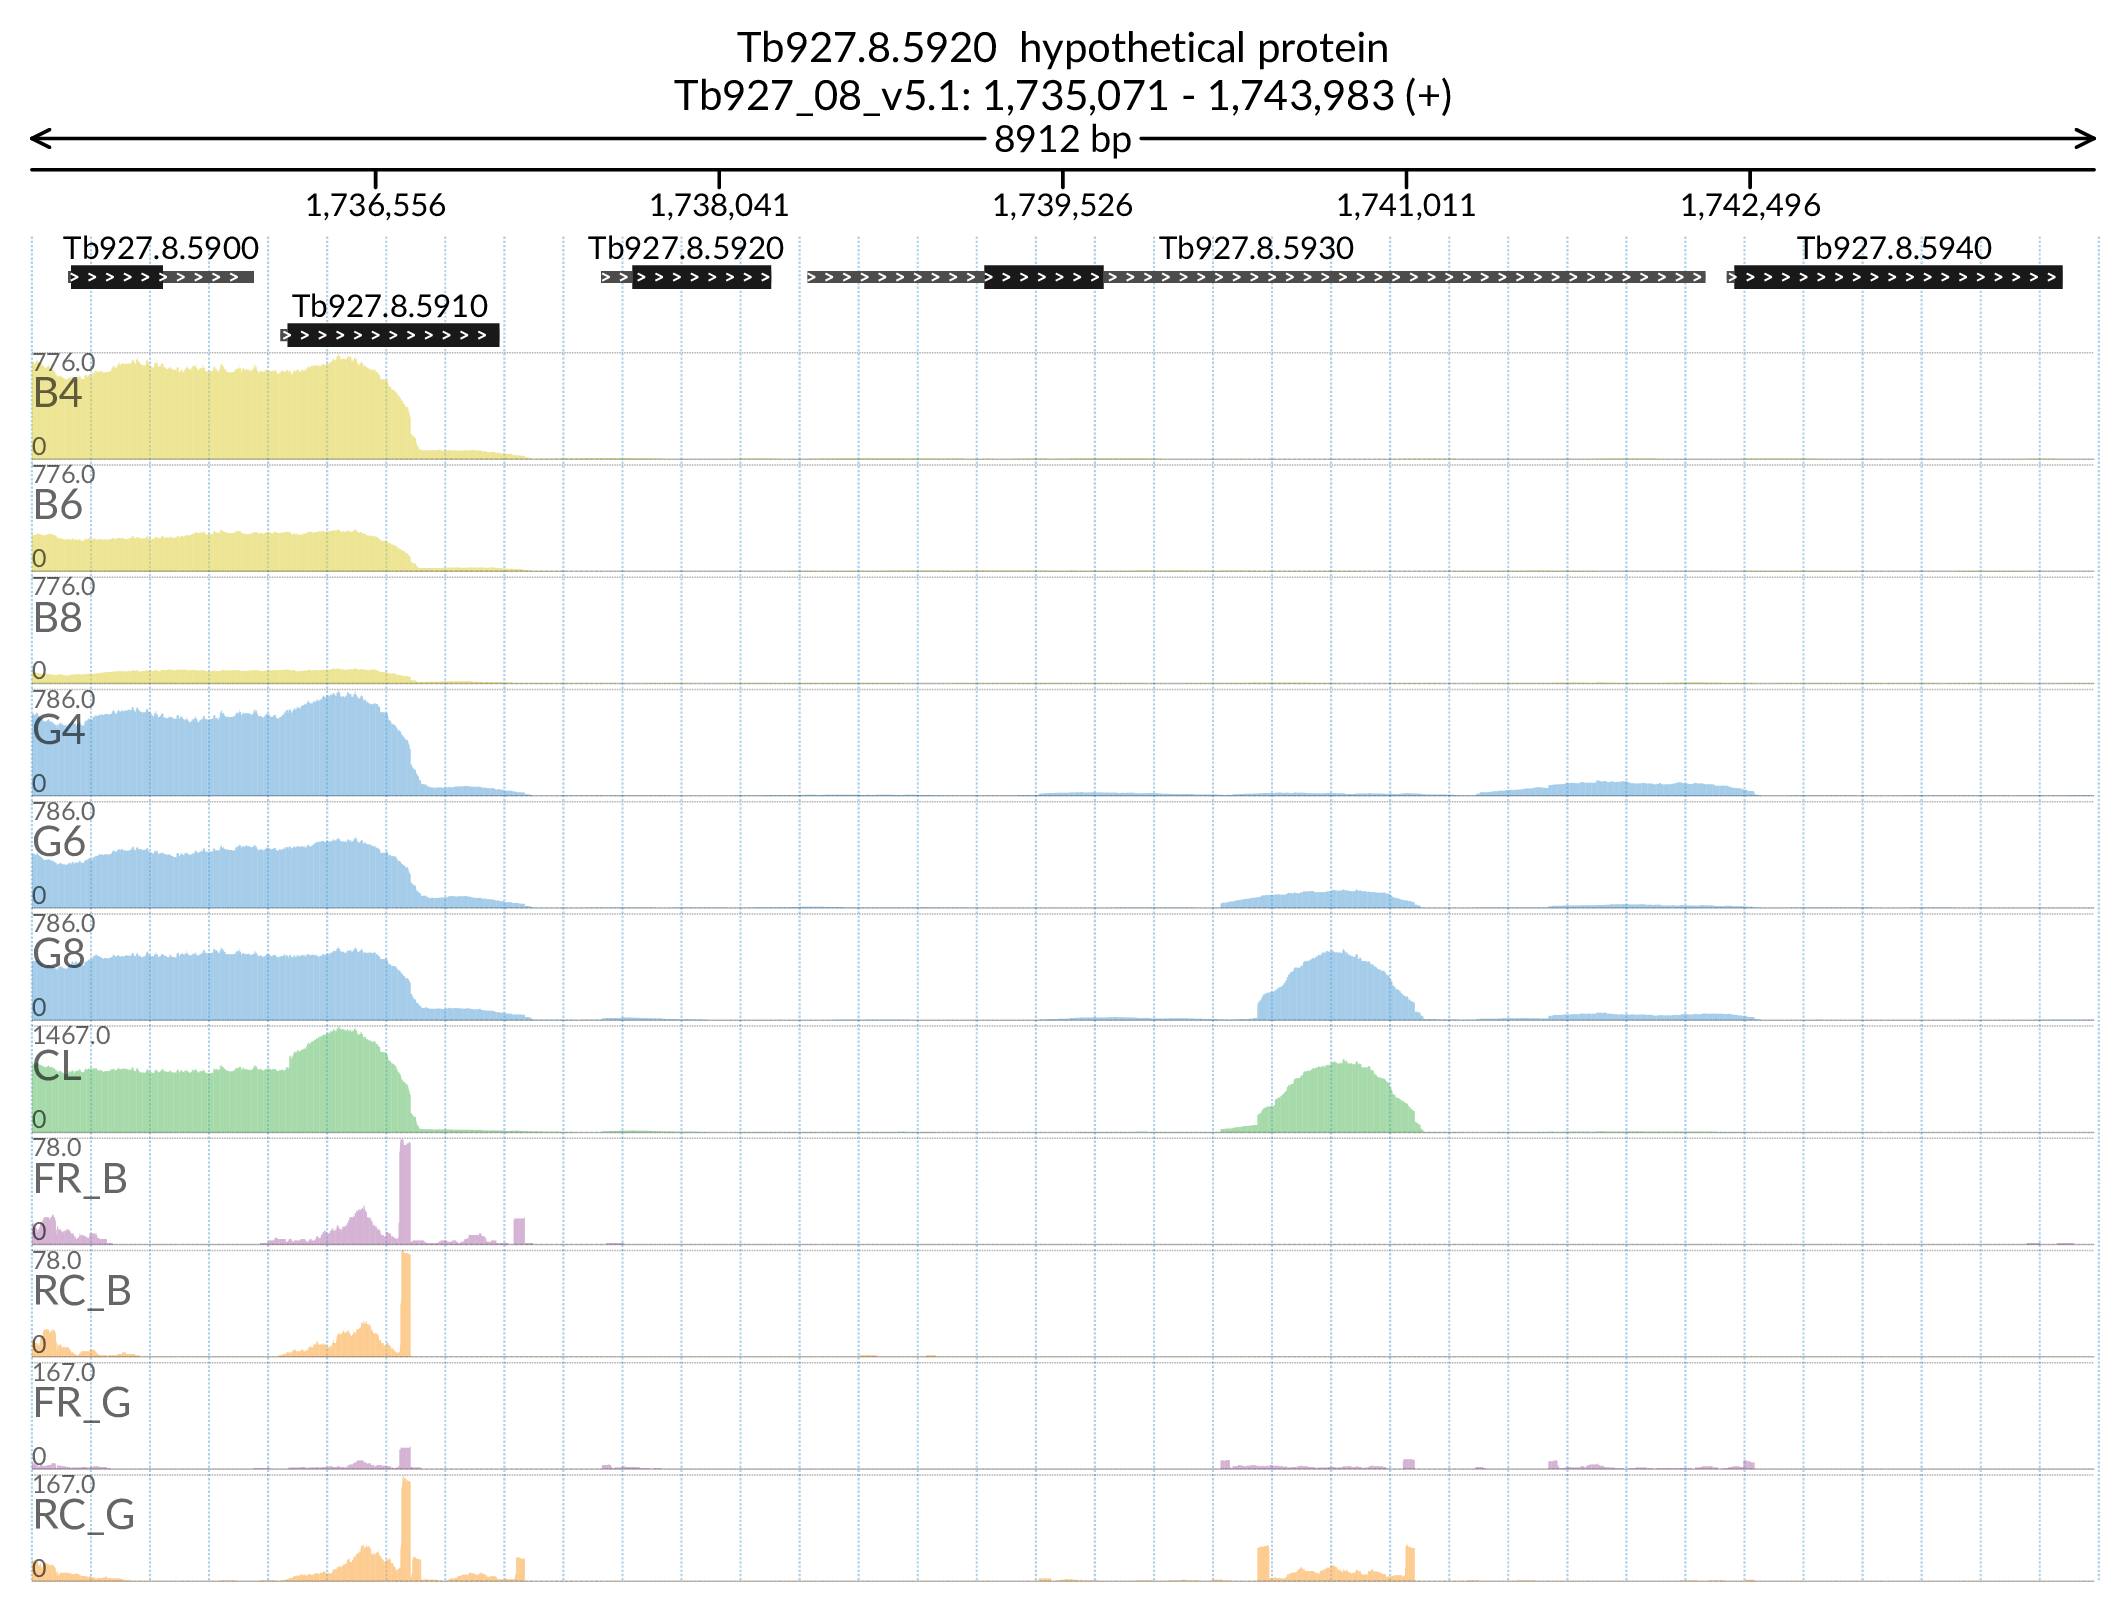 Tb927.8.5920 hypothetical protein
Tb927_08_v5.1: 1,735,071 - 1,743,983 (+)
8912 bp
1,736,556 1,738,041 1,739,526 1,741,011 1,742,496
Tb927.8.5900 Tb927.8.5920 Tb927.8.5930 Tb927.8.5940
Tb927.8.5910
776.0
B4
0
776.0
B6
0
776.0
B8
0
786.0
G4
0
786.0
G6
0
786.0
G8
0
1467.0
CL
0
78.0
FR_B
0
78.0
RC_B
0
167.0
FR_G
0
167.0
RC_G
0